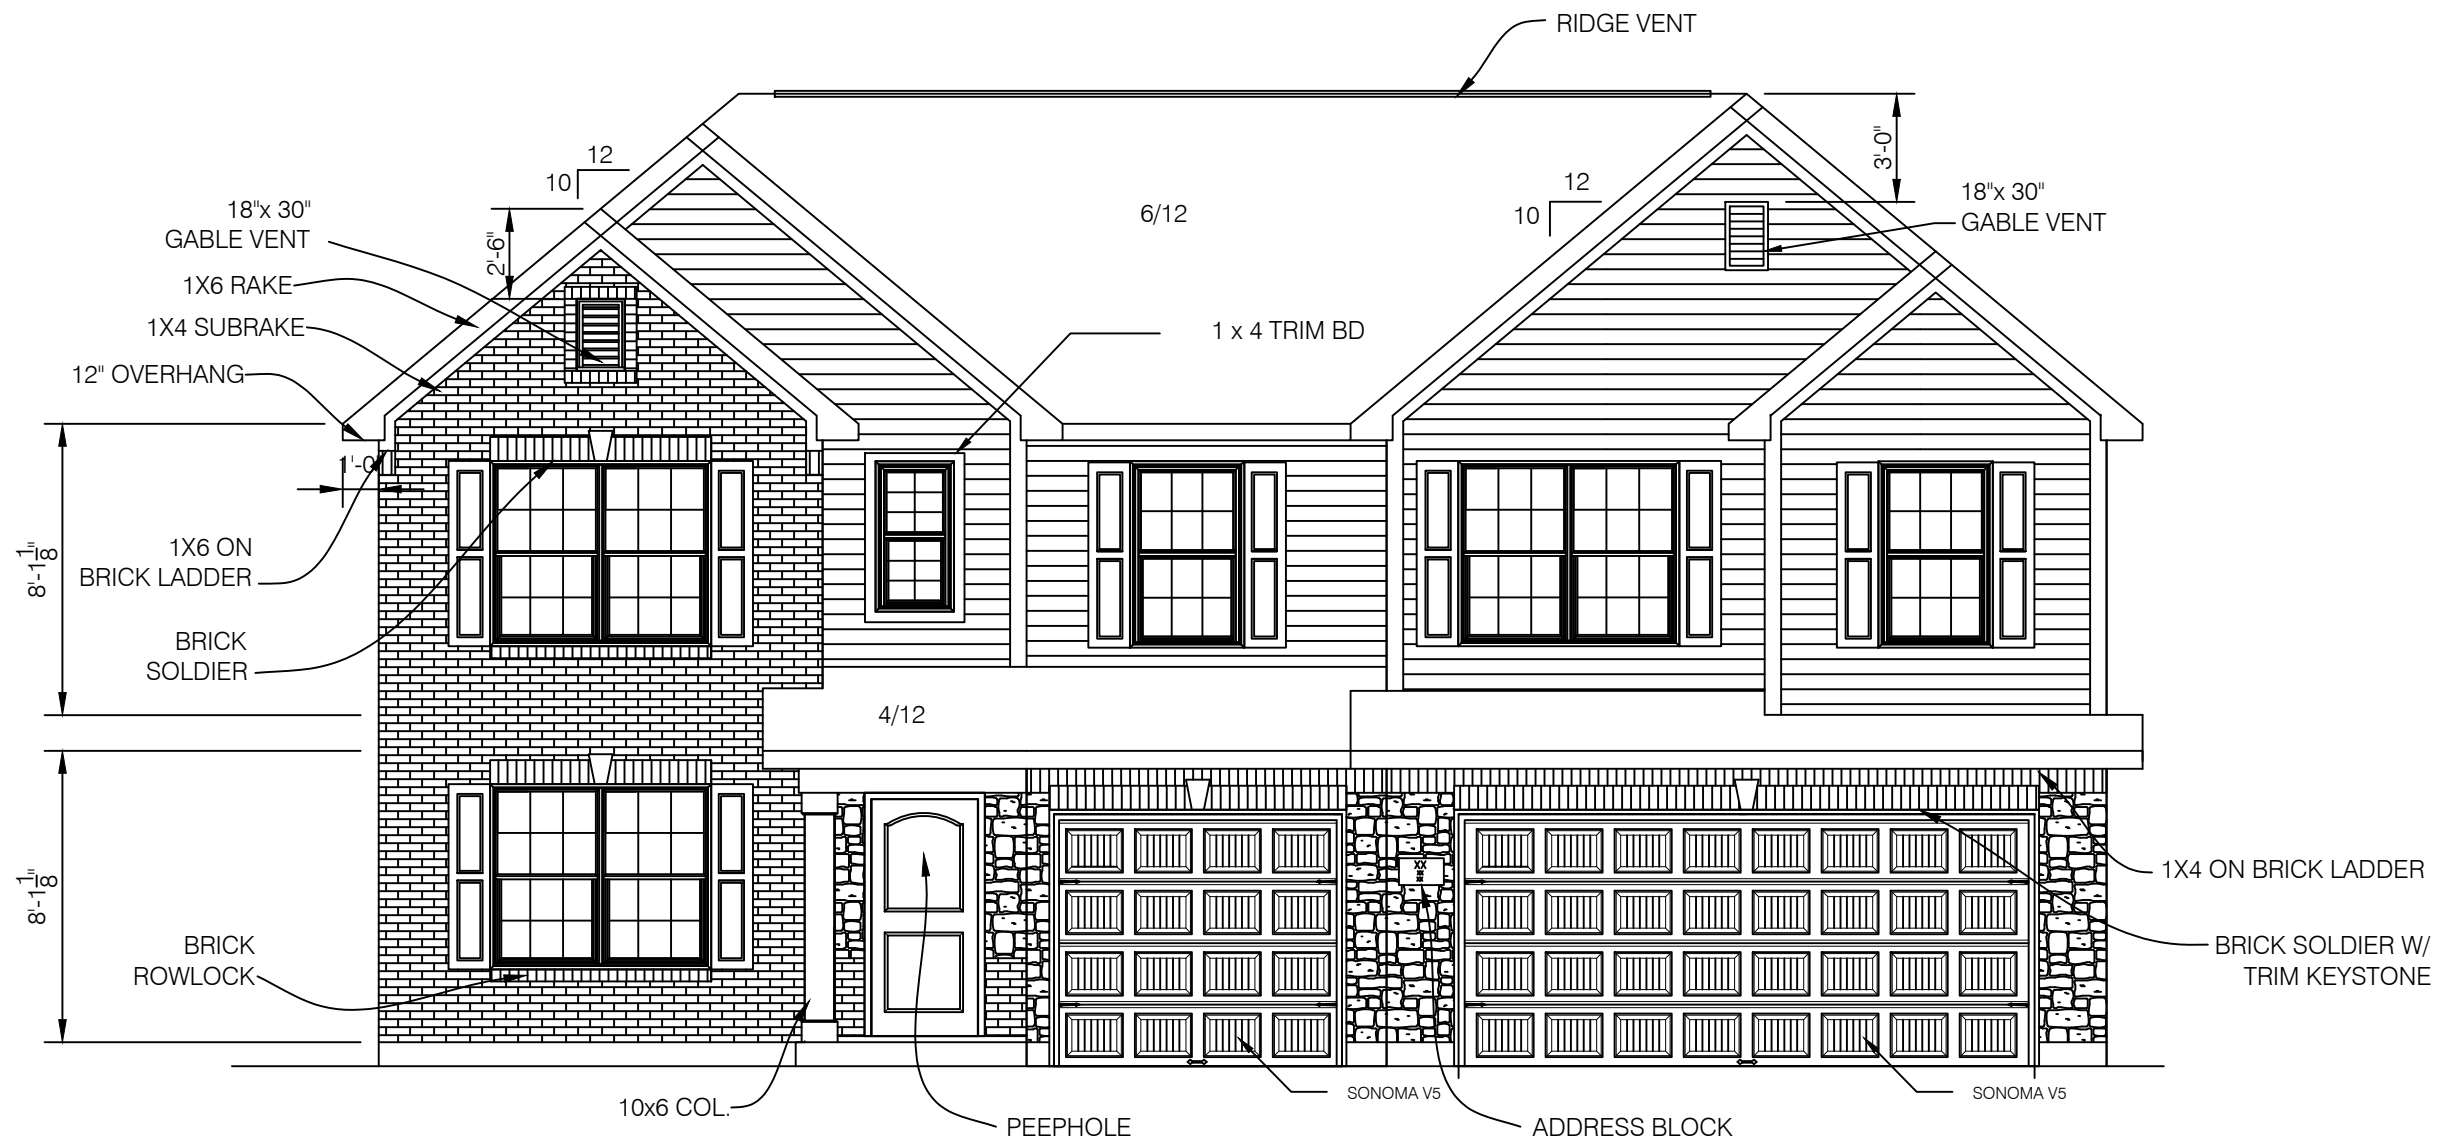 RIDGE VENT
12
10
3'-0"
12
10
18"x 30"
GABLE VENT
6/12
18"x 30"
GABLE VENT
2'-6"
1X6 RAKE
1X4 SUBRAKE
1 x 4 TRIM BD
12" OVERHANG
1'-0"
8'-1 1/8"
1X6 ON
BRICK LADDER
BRICK
SOLDIER
4/12
XX
8'-1 1/8"
1X4 ON BRICK LADDER
BRICK
ROWLOCK
BRICK SOLDIER W/
TRIM KEYSTONE
SONOMA V5
SONOMA V5
10x6 COL.
PEEPHOLE
ADDRESS BLOCK